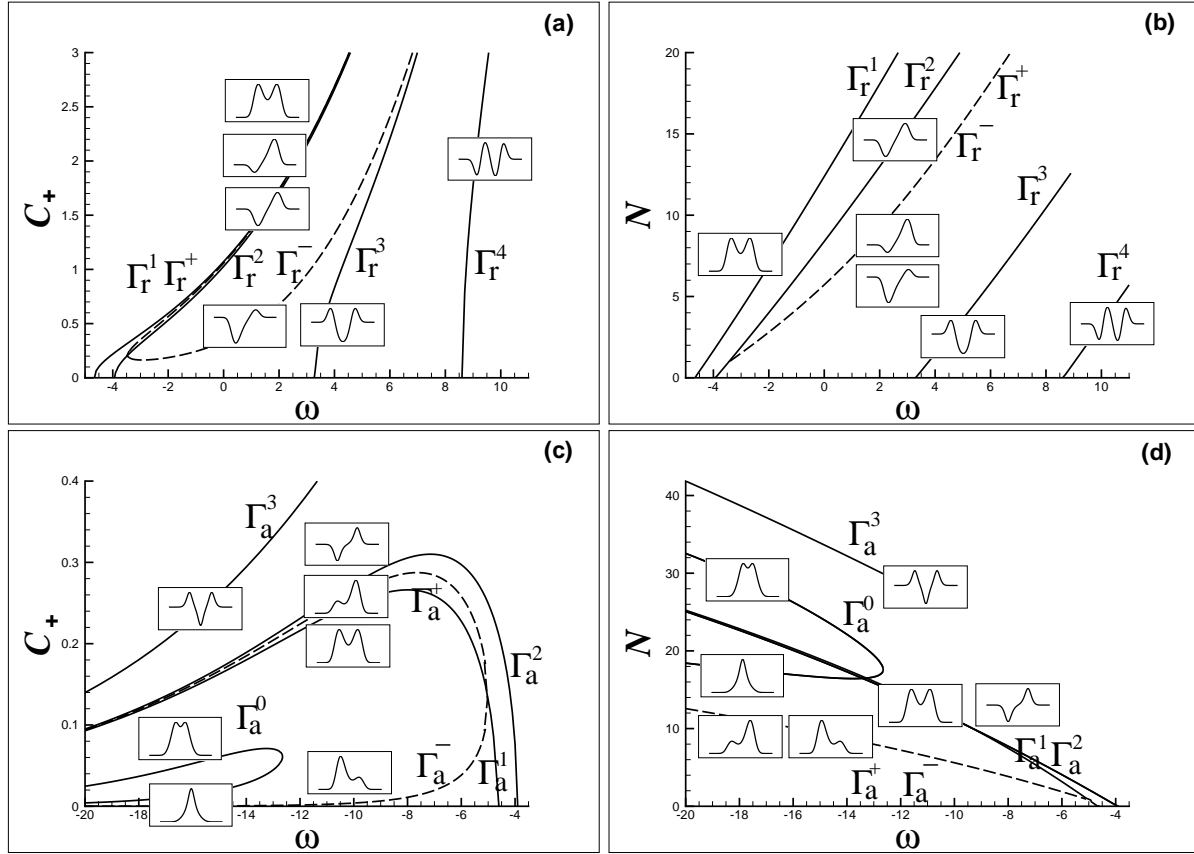 (a)
C₊
3
2.5
2
1.5
1
0.5
0
Γᵣ¹ Γᵣ⁺ Γᵣ² Γᵣ⁻ Γᵣ³ Γᵣ⁴
-4 -2 0 2 4 6 8 10
ω
(b)
N
20
15
10
5
0
Γᵣ¹ Γᵣ² Γᵣ⁺
Γᵣ⁻
Γᵣ³
Γᵣ⁴
-4 -2 0 2 4 6 8 10
ω
(c)
C₊
0.4
0.3
0.2
0.1
0
Γₐ³
Γₐ⁺
Γₐ²
Γₐ⁰
Γₐ⁻ Γₐ¹
-20 -18 -16 -14 -12 -10 -8 -6 -4
ω
(d)
N
40
30
20
10
0
Γₐ³
Γₐ⁰
Γₐ¹ Γₐ²
Γₐ⁺ Γₐ⁻
-20 -18 -16 -14 -12 -10 -8 -6 -4
ω